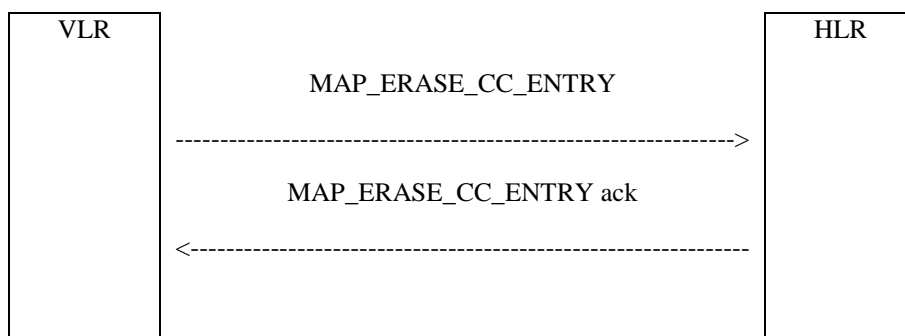 VLR HLR
MAP_ERASE_CC_ENTRY
MAP_ERASE_CC_ENTRY ack